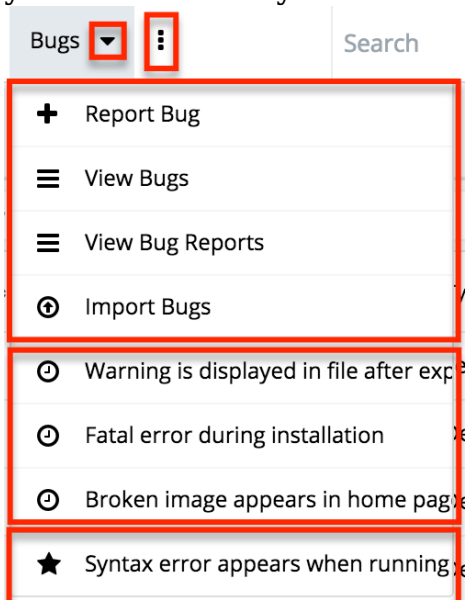 Bugs Search
Report Bug
View Bugs
View Bug Reports
Import Bugs
Warning is displayed in file after exp
Fatal error during installation
Broken image appears in home pag
Syntax error appears when running